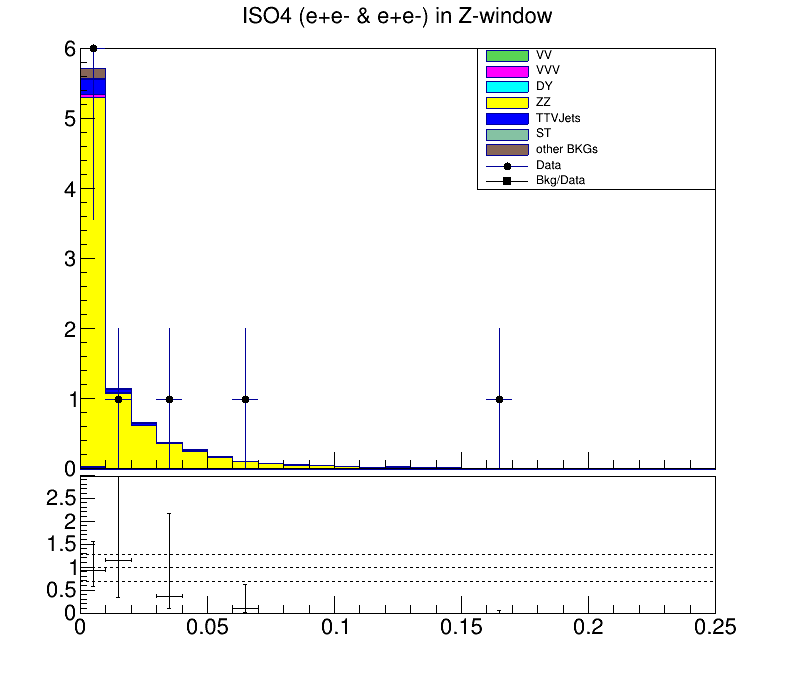 ISO4 (e+e- & e+e-) in Z-window
6
5
4
3
2
1
0
VV
VVV
DY
ZZ
TTVJets
ST
other BKGs
Data
Bkg/Data
2.5
2
1.5
1
0.5
0
0 0.05 0.1 0.15 0.2 0.25